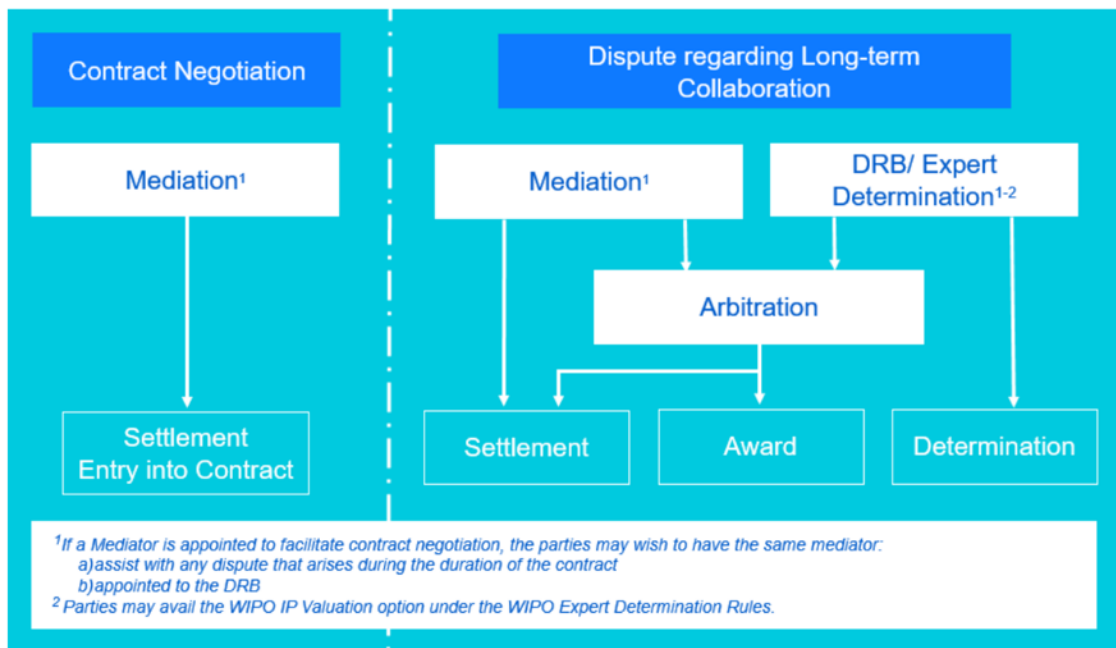 Contract Negotiation
Dispute regarding Long-term
Collaboration
Mediation¹
Mediation¹
DRB/ Expert
Determination¹⁻²
Arbitration
Settlement
Entry into Contract
Settlement
Award
Determination
¹If a Mediator is appointed to facilitate contract negotiation, the parties may wish to have the same mediator:
a)assist with any dispute that arises during the duration of the contract
b)appointed to the DRB
² Parties may avail the WIPO IP Valuation option under the WIPO Expert Determination Rules.